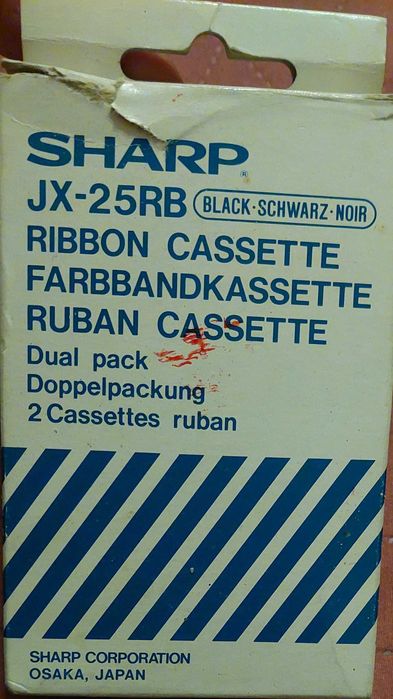 SHARP®
JX-25RB BLACK·SCHWARZ·NOIR
RIBBON CASSETTE
FARBBANDKASSETTE
RUBAN CASSETTE
Dual pack
Doppelpackung
2 Cassettes ruban
SHARP CORPORATION
OSAKA, JAPAN